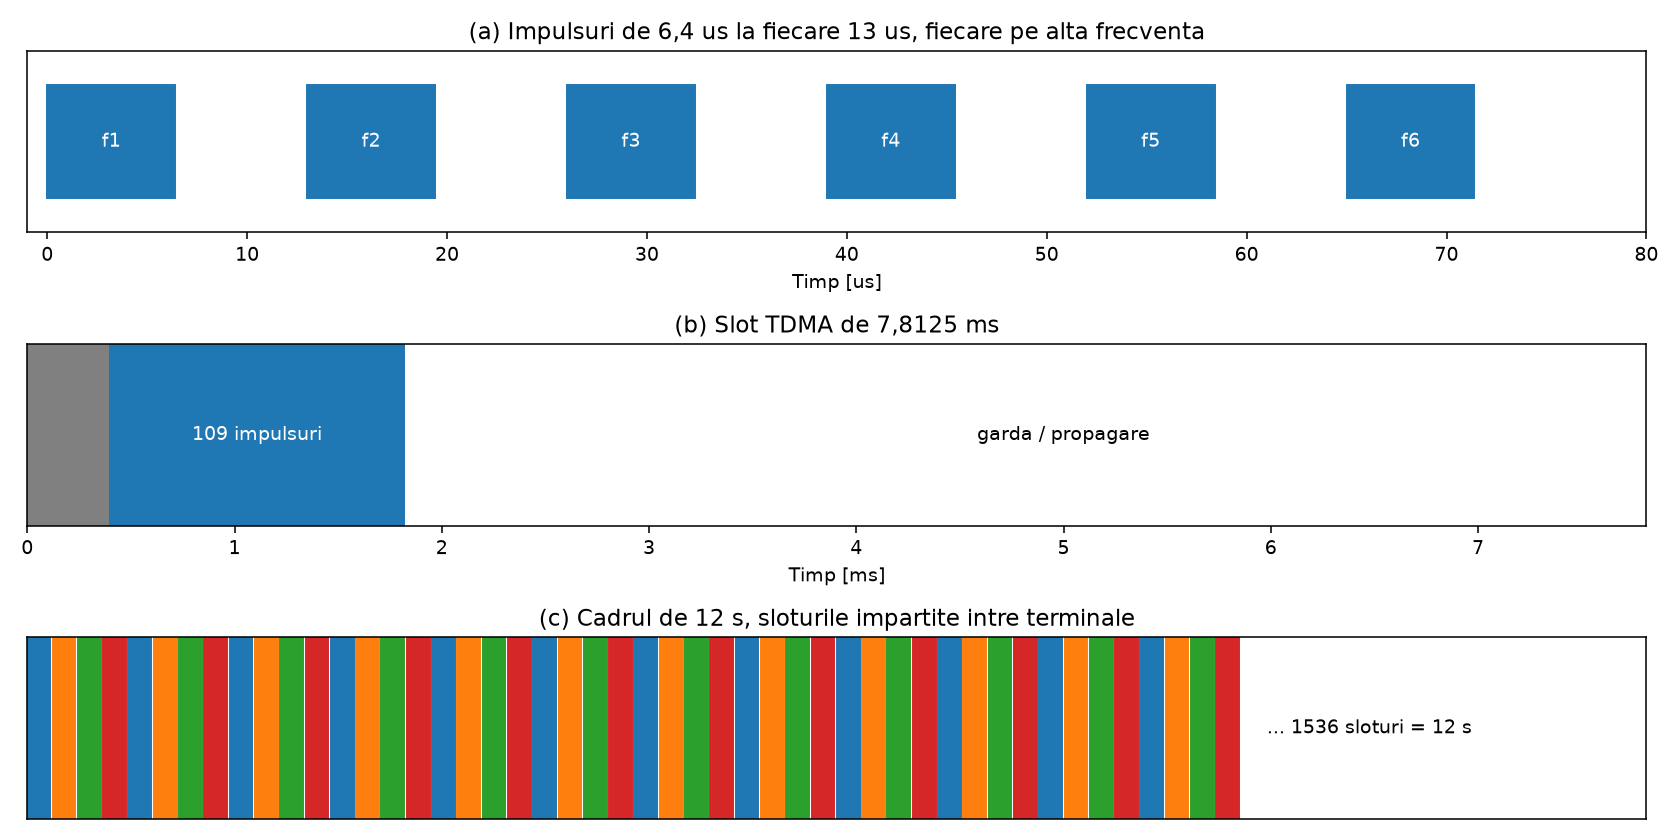 (a) Impulsuri de 6,4 us la fiecare 13 us, fiecare pe alta frecventa
f1 f2 f3 f4 f5 f6
0 10 20 30 40 50 60 70 80
Timp [us]
(b) Slot TDMA de 7,8125 ms
109 impulsuri garda / propagare
0 1 2 3 4 5 6 7
Timp [ms]
(c) Cadrul de 12 s, sloturile impartite intre terminale
... 1536 sloturi = 12 s